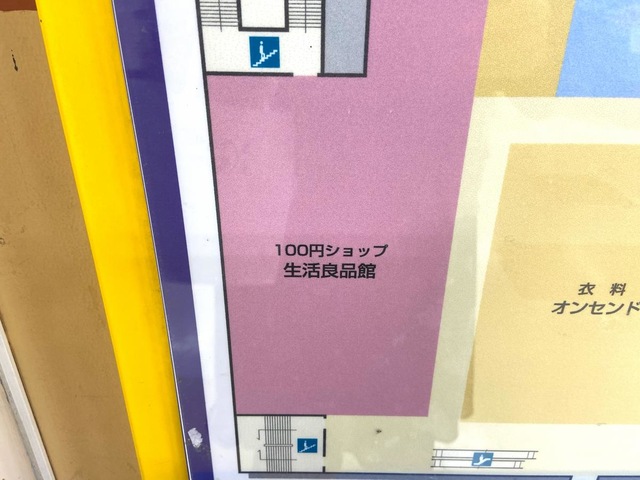 100円ショップ
生活良品館
衣 料
オンセンド